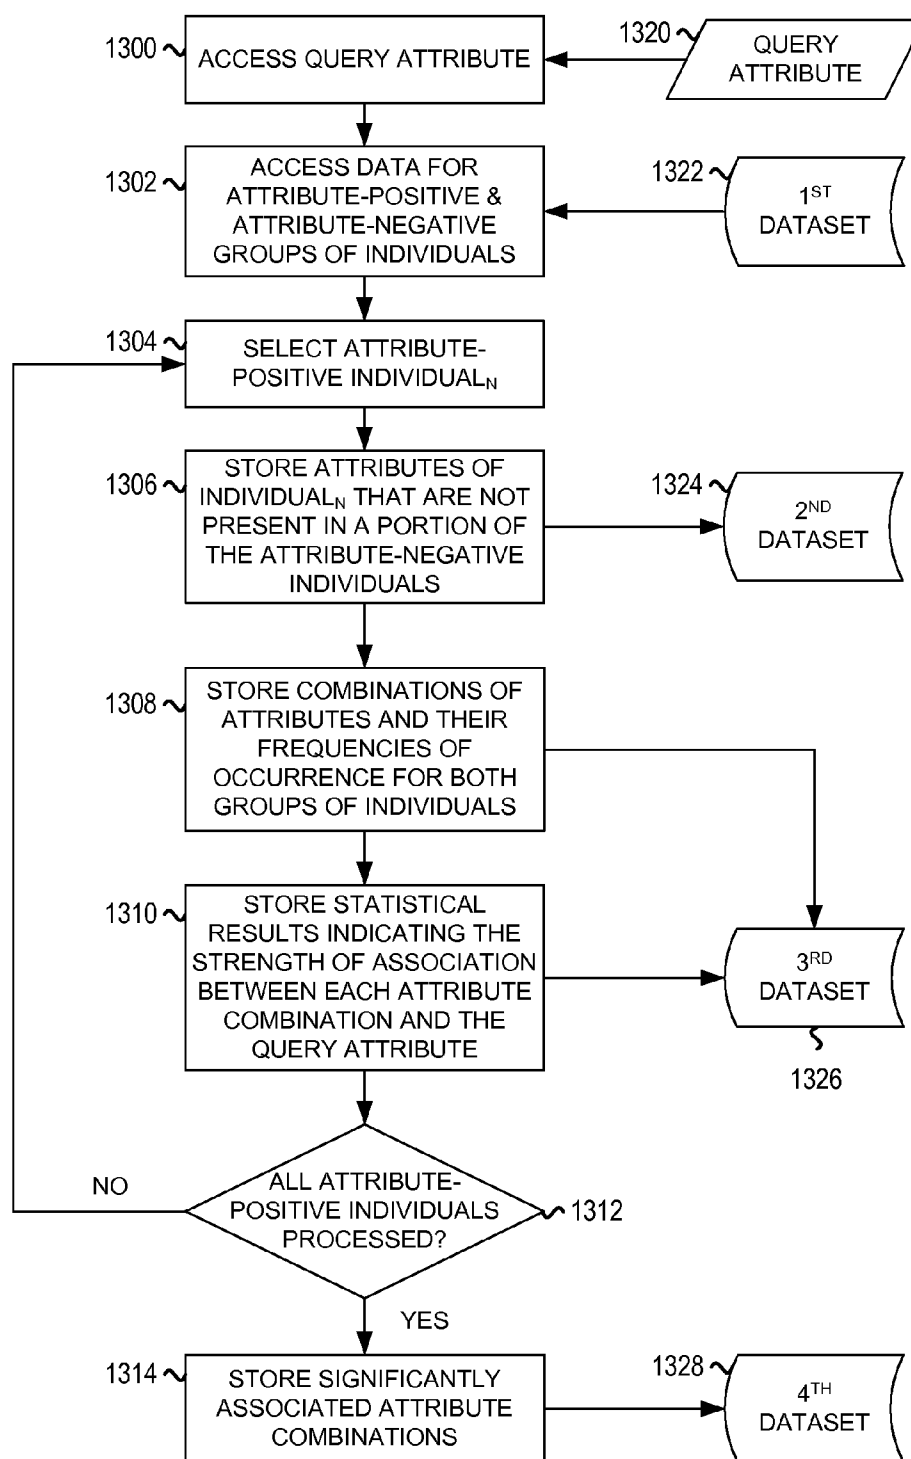 1300
ACCESS QUERY ATTRIBUTE
1320
QUERY
ATTRIBUTE
1302
ACCESS DATA FOR
ATTRIBUTE-POSITIVE &
ATTRIBUTE-NEGATIVE
GROUPS OF INDIVIDUALS
1322
1ST
DATASET
1304
SELECT ATTRIBUTE-
POSITIVE INDIVIDUALN
1306
STORE ATTRIBUTES OF
INDIVIDUALN THAT ARE NOT
PRESENT IN A PORTION OF
THE ATTRIBUTE-NEGATIVE
INDIVIDUALS
1324
2ND
DATASET
1308
STORE COMBINATIONS OF
ATTRIBUTES AND THEIR
FREQUENCIES OF
OCCURRENCE FOR BOTH
GROUPS OF INDIVIDUALS
1310
STORE STATISTICAL
RESULTS INDICATING THE
STRENGTH OF ASSOCIATION
BETWEEN EACH ATTRIBUTE
COMBINATION AND THE
QUERY ATTRIBUTE
3RD
DATASET
1326
NO
ALL ATTRIBUTE-
POSITIVE INDIVIDUALS
PROCESSED?
1312
YES
1314
STORE SIGNIFICANTLY
ASSOCIATED ATTRIBUTE
COMBINATIONS
1328
4TH
DATASET